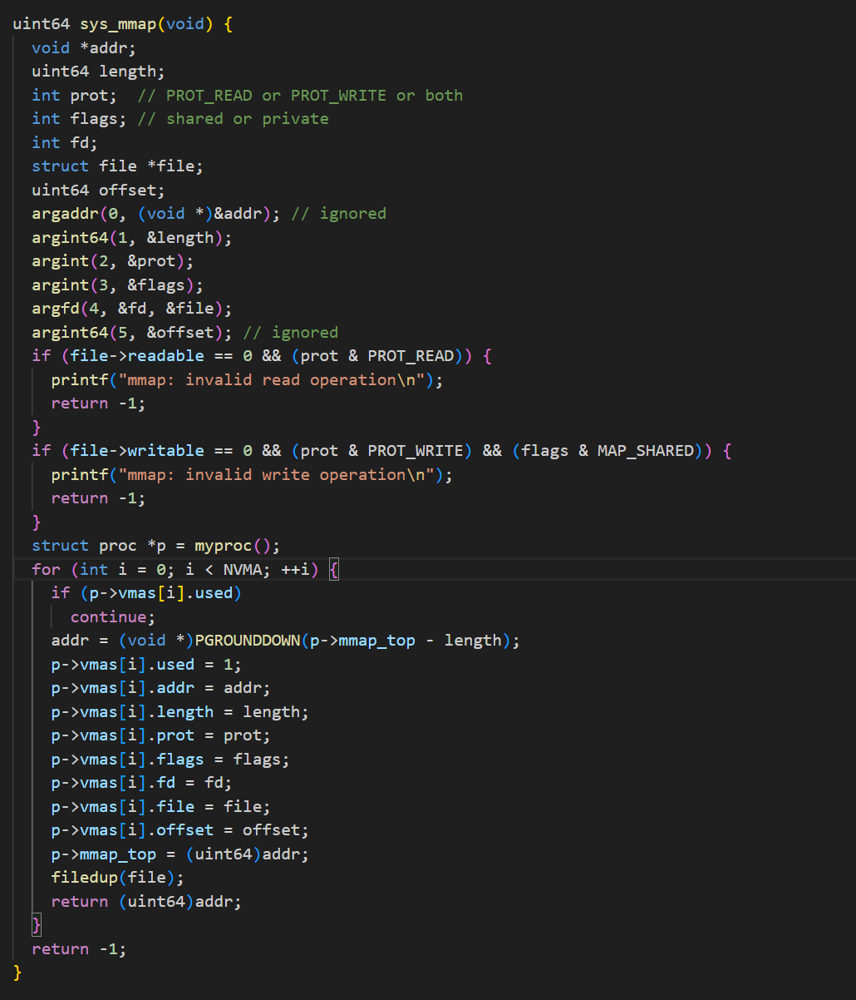 uint64 sys_mmap(void) {
  void *addr;
  uint64 length;
  int prot;  // PROT_READ or PROT_WRITE or both
  int flags; // shared or private
  int fd;
  struct file *file;
  uint64 offset;
  argaddr(0, (void *)&addr); // ignored
  argint64(1, &length);
  argint(2, &prot);
  argint(3, &flags);
  argfd(4, &fd, &file);
  argint64(5, &offset); // ignored
  if (file->readable == 0 && (prot & PROT_READ)) {
    printf("mmap: invalid read operation\n");
    return -1;
  }
  if (file->writable == 0 && (prot & PROT_WRITE) && (flags & MAP_SHARED)) {
    printf("mmap: invalid write operation\n");
    return -1;
  }
  struct proc *p = myproc();
  for (int i = 0; i < NVMA; ++i) {
    if (p->vmas[i].used)
      continue;
    addr = (void *)PGROUNDDOWN(p->mmap_top - length);
    p->vmas[i].used = 1;
    p->vmas[i].addr = addr;
    p->vmas[i].length = length;
    p->vmas[i].prot = prot;
    p->vmas[i].flags = flags;
    p->vmas[i].fd = fd;
    p->vmas[i].file = file;
    p->vmas[i].offset = offset;
    p->mmap_top = (uint64)addr;
    filedup(file);
    return (uint64)addr;
  }
  return -1;
}